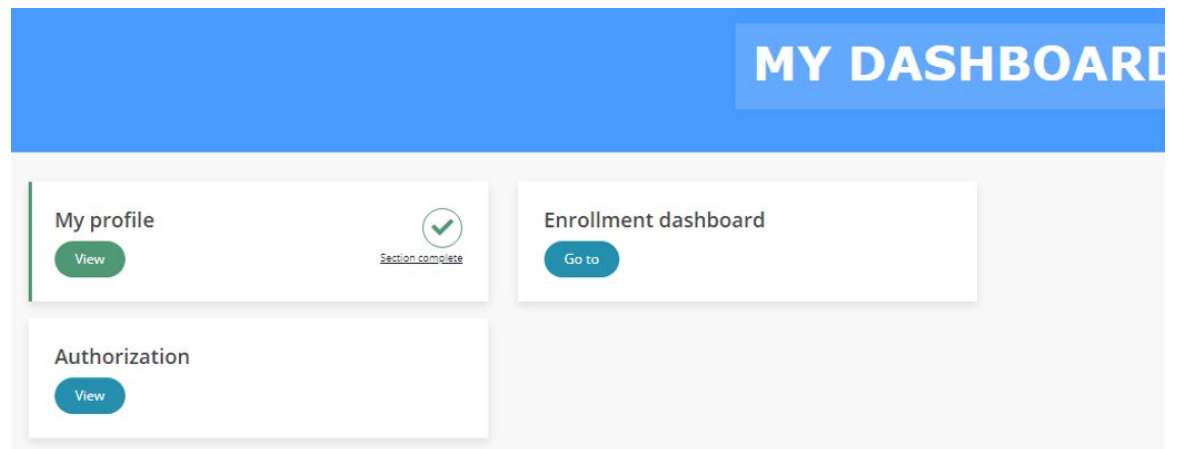 MY DASHBOARD
My profile
View
Section complete
Enrollment dashboard
Go to
Authorization
View